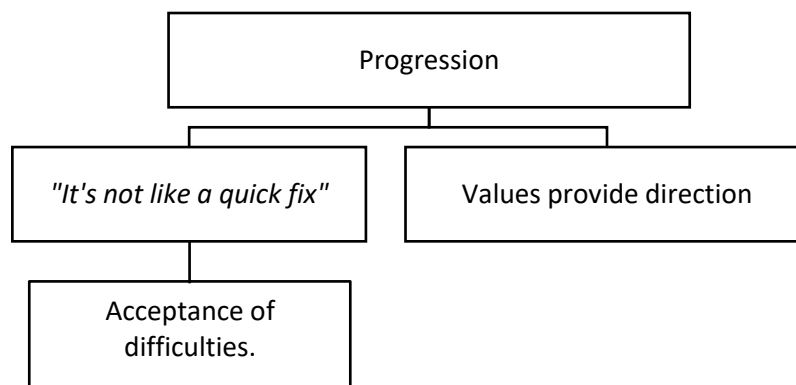 Progression
"It's not like a quick fix"
Values provide direction
Acceptance of
difficulties.